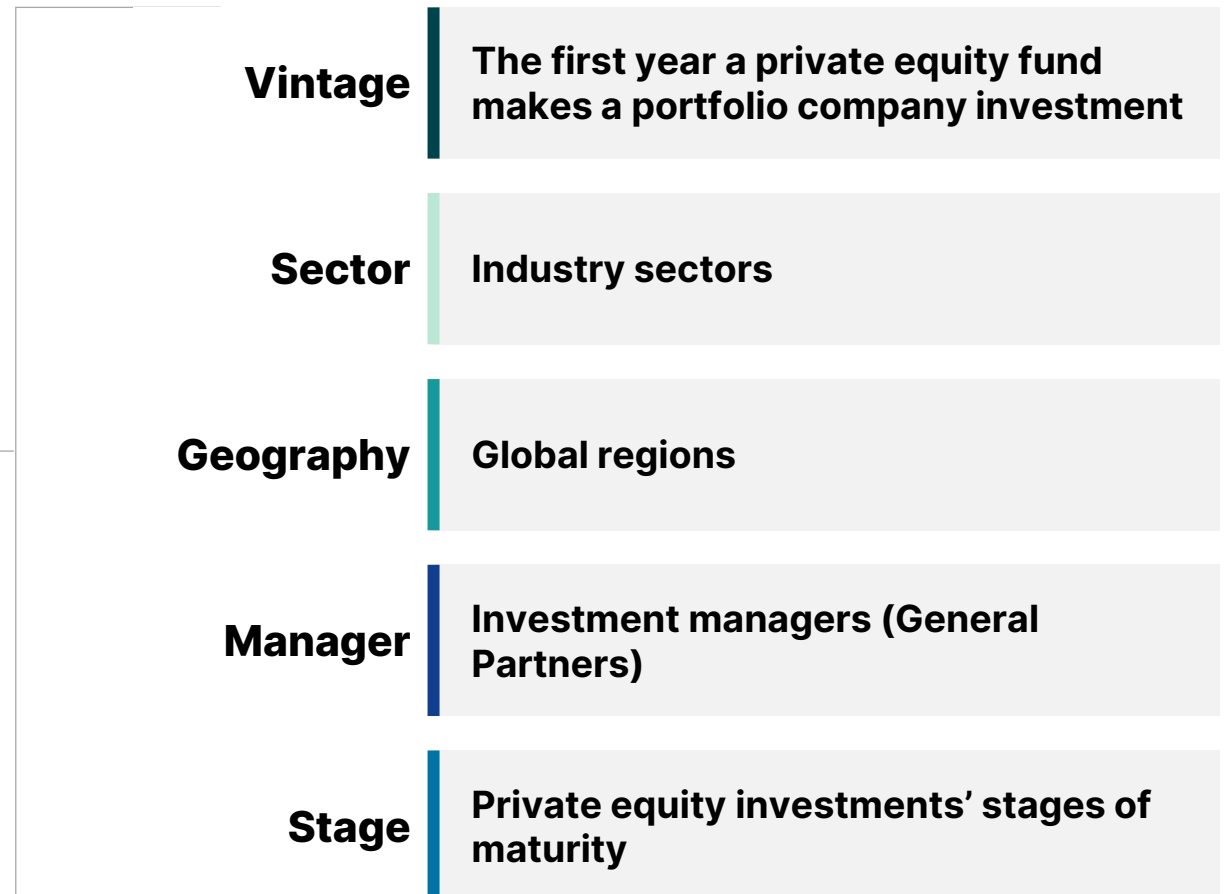 Vintage
The first year a private equity fund
makes a portfolio company investment
Sector
Industry sectors
Geography
Global regions
Manager
Investment managers (General
Partners)
Stage
Private equity investments’ stages of
maturity